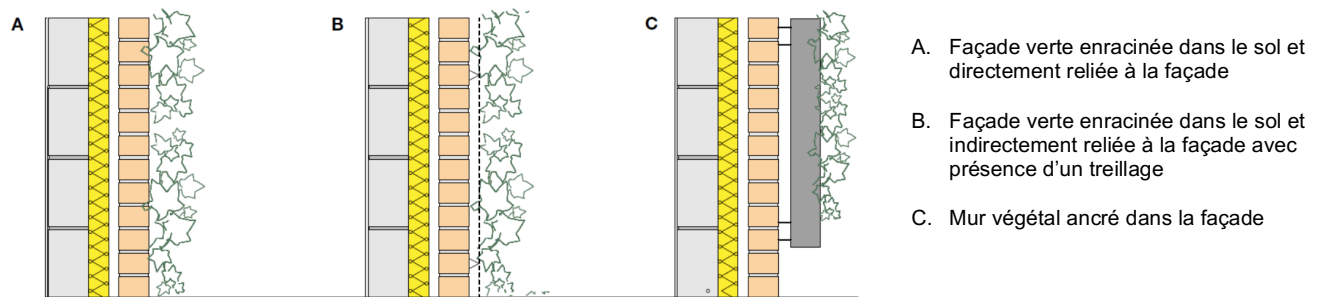 A
B
C
A. Façade verte enracinée dans le sol et
directement reliée à la façade
B. Façade verte enracinée dans le sol et
indirectement reliée à la façade avec
présence d'un treillage
C. Mur végétal ancré dans la façade